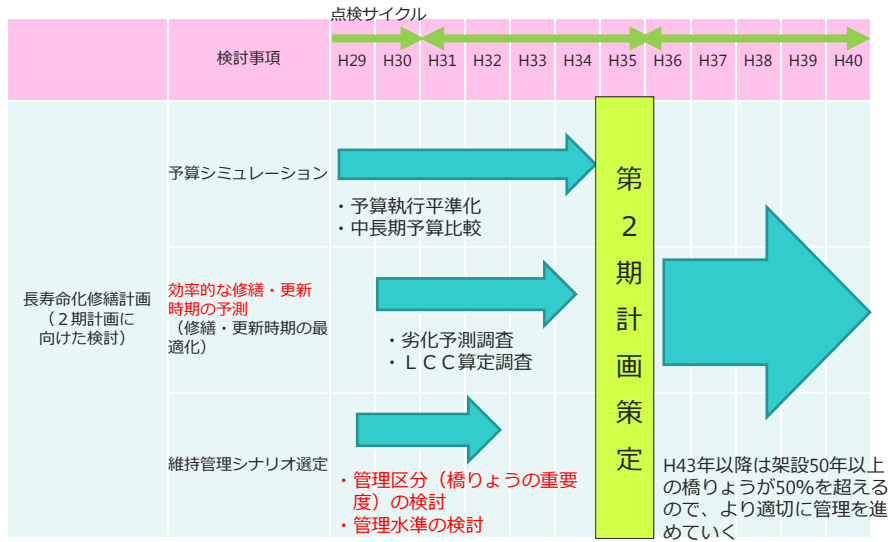 点検サイクル
検討事項
H29 H30 H31 H32 H33 H34 H35 H36 H37 H38 H39 H40
長寿命化修繕計画
（２期計画に
向けた検討）
予算シミュレーション
・予算執行平準化
・中長期予算比較
効率的な修繕・更新
時期の予測
（修繕・更新時期の最
適化）
・劣化予測調査
・ＬＣＣ算定調査
維持管理シナリオ選定
・管理区分（橋りょうの重要
度）の検討
・管理水準の検討
第
２
期
計
画
策
定
H43年以降は架設50年以上
の橋りょうが50%を超える
ので、より適切に管理を進
めていく